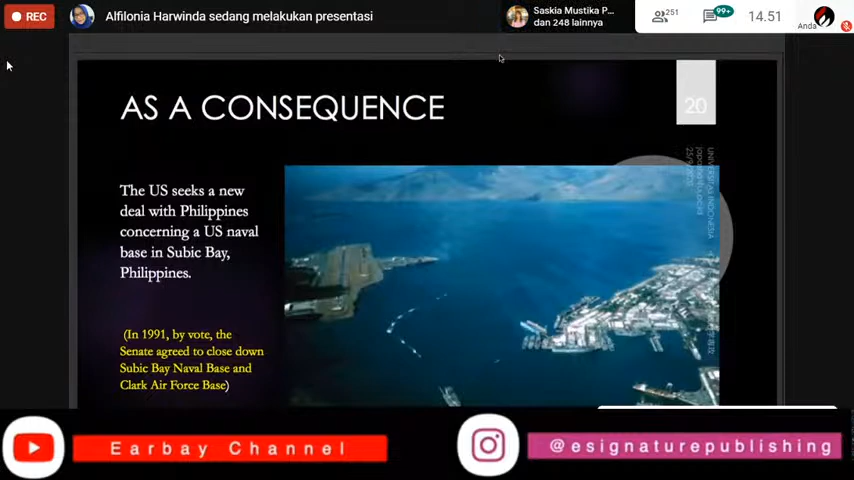 REC
Alfilonia Harwinda sedang melakukan presentasi
Saskia Mustika P...
dan 248 lainnya
251
99+
14.51
Anda
AS A CONSEQUENCE
20
UNIVERSITAS INDONESIA
The US seeks a new
deal with Philippines
concerning a US naval
base in Subic Bay,
Philippines.
(In 1991, by vote, the
Senate agreed to close down
Subic Bay Naval Base and
Clark Air Force Base)
Earbay Channel
@esignaturepublishing